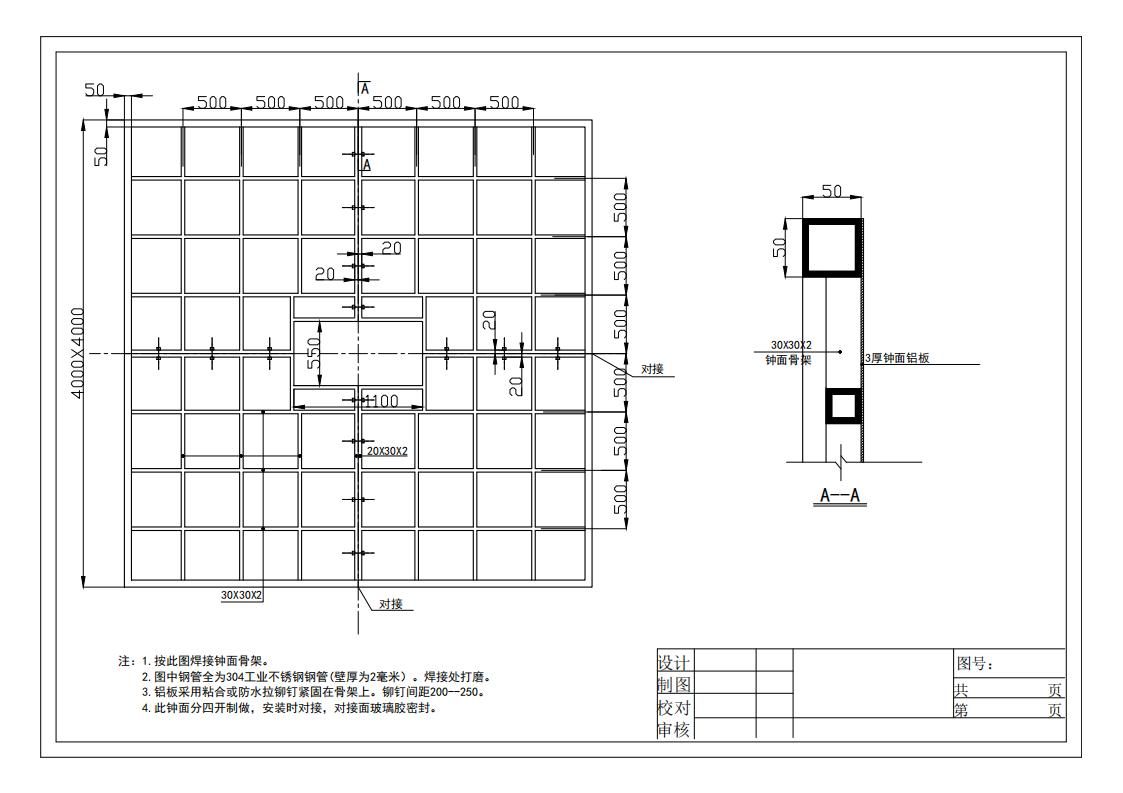 A
50
500 500 500 500 500 500
50
A
500
50
500
50
20
20
500
20
30X30X2
钟面骨架
3厚钟面铝板
4000X4000
550
对接
20
500
1100
500
20X30X2
500
A--A
30X30X2
对接
注：1.按此图焊接钟面骨架。
2.图中钢管全为304工业不锈钢钢管(壁厚为2毫米）。焊接处打磨。
3.铝板采用粘合或防水拉铆钉紧固在骨架上。铆钉间距200--250。
4.此钟面分四开制做，安装时对接，对接面玻璃胶密封。
设计
图号：
制图
共 页
校对
第 页
审核